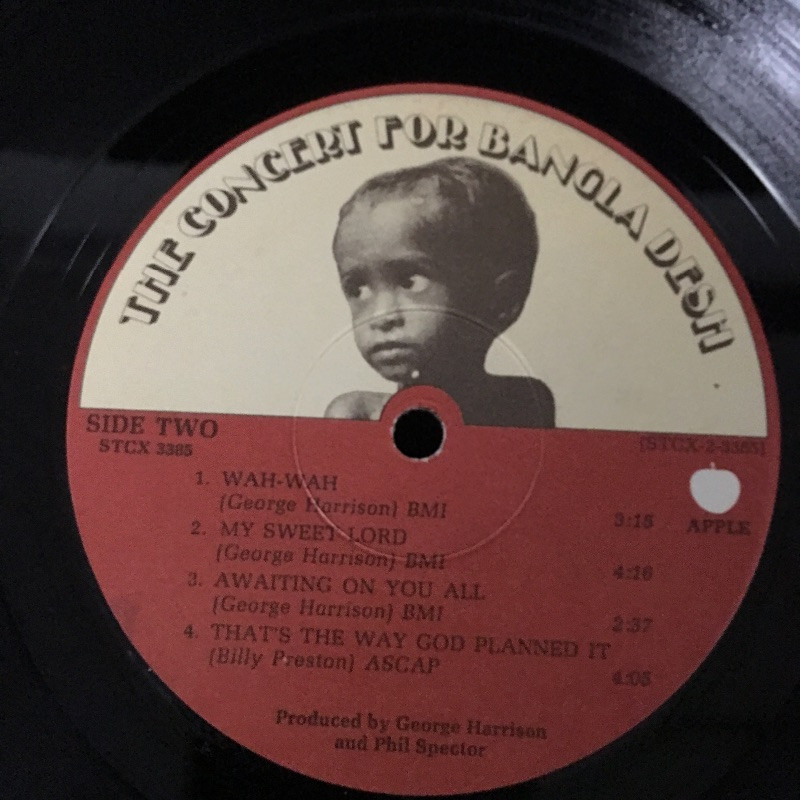 THE CONCERT FOR BANGLA DESH
SIDE TWO
STCX 3385
[STCX-2-3385]
1. WAH-WAH
(George Harrison) BMI 3:15
APPLE
2. MY SWEET LORD
(George Harrison) BMI 4:16
3. AWAITING ON YOU ALL
(George Harrison) BMI 2:37
4. THAT'S THE WAY GOD PLANNED IT
(Billy Preston) ASCAP 4:05
Produced by George Harrison
and Phil Spector